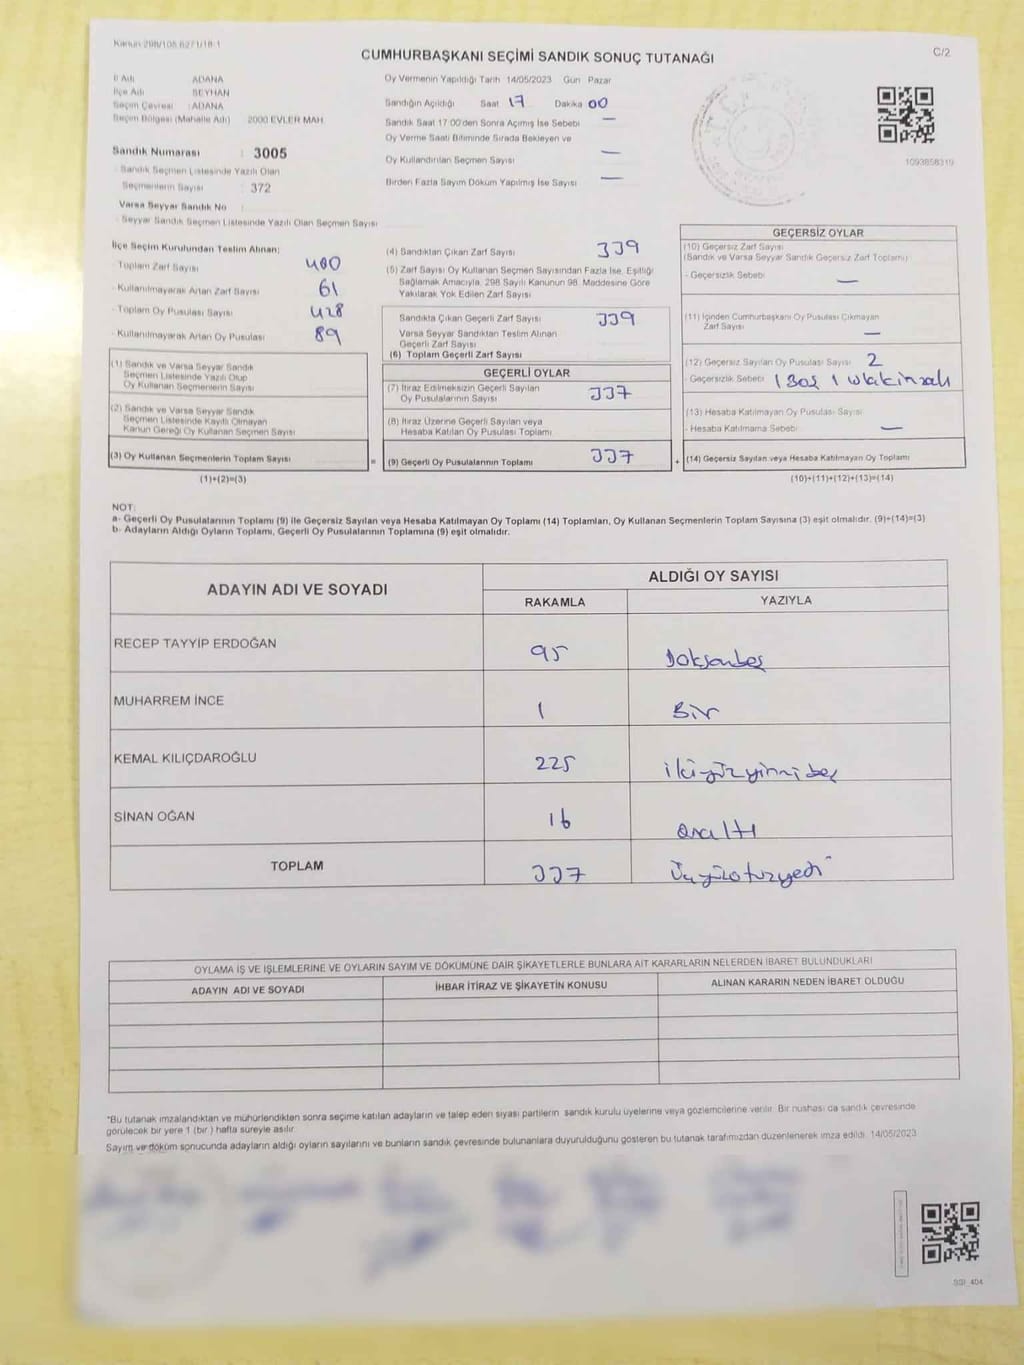 Kanun 298/105,6271/18-1
C/2
CUMHURBAŞKANI SEÇİMİ SANDIK SONUÇ TUTANAĞI
İl Adı : ADANA
İlçe Adı : SEYHAN
Seçim Çevresi : ADANA
Seçim Bölgesi (Mahalle Adı) 2000 EVLER MAH.
Sandık Numarası : 3005
- Sandık Seçmen Listesinde Yazılı Olan
Seçmenlerin Sayısı : 372
Varsa Seyyar Sandık No :
- Seyyar Sandık Seçmen Listesinde Yazılı Olan Seçmen Sayısı :
Oy Vermenin Yapıldığı Tarih 14/05/2023 Gün Pazar
Sandığın Açıldığı Saat 17 Dakika 00
Sandık Saat 17:00'den Sonra Açımış İse Sebebi —
Oy Verme Saati Bitiminde Sırada Bekleyen ve
Oy Kullandırılan Seçmen Sayısı —
Birden Fazla Sayım Döküm Yapılmış İse Sayısı —
1093858319
İlçe Seçim Kurulundan Teslim Alınan;
- Toplam Zarf Sayısı 400
- Kullanılmayarak Artan Zarf Sayısı 61
- Toplam Oy Pusulası Sayısı 428
- Kullanılmayarak Artan Oy Pusulası 89
(1) Sandık ve Varsa Seyyar Sandık
Seçmen Listesinde Yazılı Olup
Oy Kullanan Seçmenlerin Sayısı
(2) Sandık ve Varsa Seyyar Sandık
Seçmen Listesinde Kayıtlı Olmayan
Kanun Gereği Oy Kullanan Seçmen Sayısı
(3) Oy Kullanan Seçmenlerin Toplam Sayısı
(1)+(2)=(3)
(4) Sandıktan Çıkan Zarf Sayısı 339
(5) Zarf Sayısı Oy Kullanan Seçmen Sayısından Fazla İse, Eşitliği
Sağlamak Amacıyla, 298 Sayılı Kanunun 98. Maddesine Göre
Yakılarak Yok Edilen Zarf Sayısı
Sandıkta Çıkan Geçerli Zarf Sayısı 339
Varsa Seyyar Sandıktan Teslim Alınan
Geçerli Zarf Sayısı
(6) Toplam Geçerli Zarf Sayısı
GEÇERLİ OYLAR
(7) İtiraz Edilmeksizin Geçerli Sayılan
Oy Pusulalarının Sayısı 337
(8) İtiraz Üzerine Geçerli Sayılan veya
Hesaba Katılan Oy Pusulası Toplamı
= (9) Geçerli Oy Pusulalarının Toplamı 337
GEÇERSİZ OYLAR
(10) Geçersiz Zarf Sayısı
(Sandık ve Varsa Seyyar Sandık Geçersiz Zarf Toplamı)
- Geçersizlik Sebebi —
(11) İçinden Cumhurbaşkanı Oy Pusulası Çıkmayan
Zarf Sayısı —
(12) Geçersiz Sayılan Oy Pusulası Sayısı 2
- Geçersizlik Sebebi 1 Boş 1
(13) Hesaba Katılmayan Oy Pusulası Sayısı
- Hesaba Katılmama Sebebi —
+ (14) Geçersiz Sayılan veya Hesaba Katılmayan Oy Toplamı
(10)+(11)+(12)+(13)=(14)
NOT:
a- Geçerli Oy Pusulalarının Toplamı (9) ile Geçersiz Sayılan veya Hesaba Katılmayan Oy Toplamı (14) Toplamları, Oy Kullanan Seçmenlerin Toplam Sayısına (3) eşit olmalıdır. (9)+(14)=(3)
b- Adayların Aldığı Oyların Toplamı, Geçerli Oy Pusulalarının Toplamına (9) eşit olmalıdır.
ADAYIN ADI VE SOYADI ALDIĞI OY SAYISI
RAKAMLA YAZIYLA
RECEP TAYYİP ERDOĞAN 95 Doksanbeş
MUHARREM İNCE 1 Bir
KEMAL KILIÇDAROĞLU 225 ikiyüzyirmibeş
SİNAN OĞAN 16 onaltı
TOPLAM 337 Üçyüzotuzyedi
OYLAMA İŞ VE İŞLEMLERİNE VE OYLARIN SAYIM VE DÖKÜMÜNE DAİR ŞİKAYETLERLE BUNLARA AİT KARARLARIN NELERDEN İBARET BULUNDUKLARI
ADAYIN ADI VE SOYADI İHBAR İTİRAZ VE ŞİKAYETİN KONUSU ALINAN KARARIN NEDEN İBARET OLDUĞU
*Bu tutanak imzalandıktan ve mühürlendikten sonra seçime katılan adayların ve talep eden siyasi partilerin sandık kurulu üyelerine veya gözlemcilerine verilir. Bir nüshası da sandık çevresinde
görülecek bir yere 1 (bir ) hafta süreyle asılır.
Sayım ve döküm sonucunda adayların aldığı oyların sayılarını ve bunların sandık çevresinde bulunanlara duyurulduğunu gösteren bu tutanak tarafımızdan düzenlenerek imza edildi. 14/05/2023